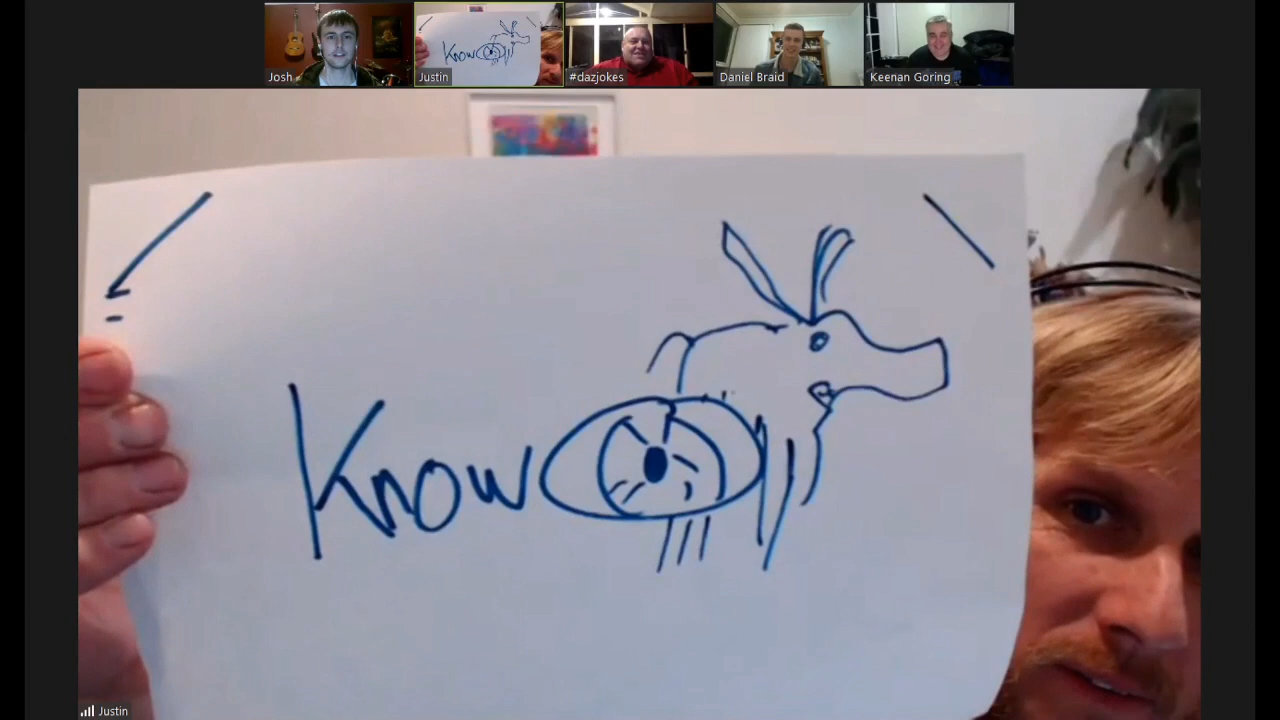 Josh
Justin
#dazjokes
Daniel Braid
Keenan Goring
Know
Justin